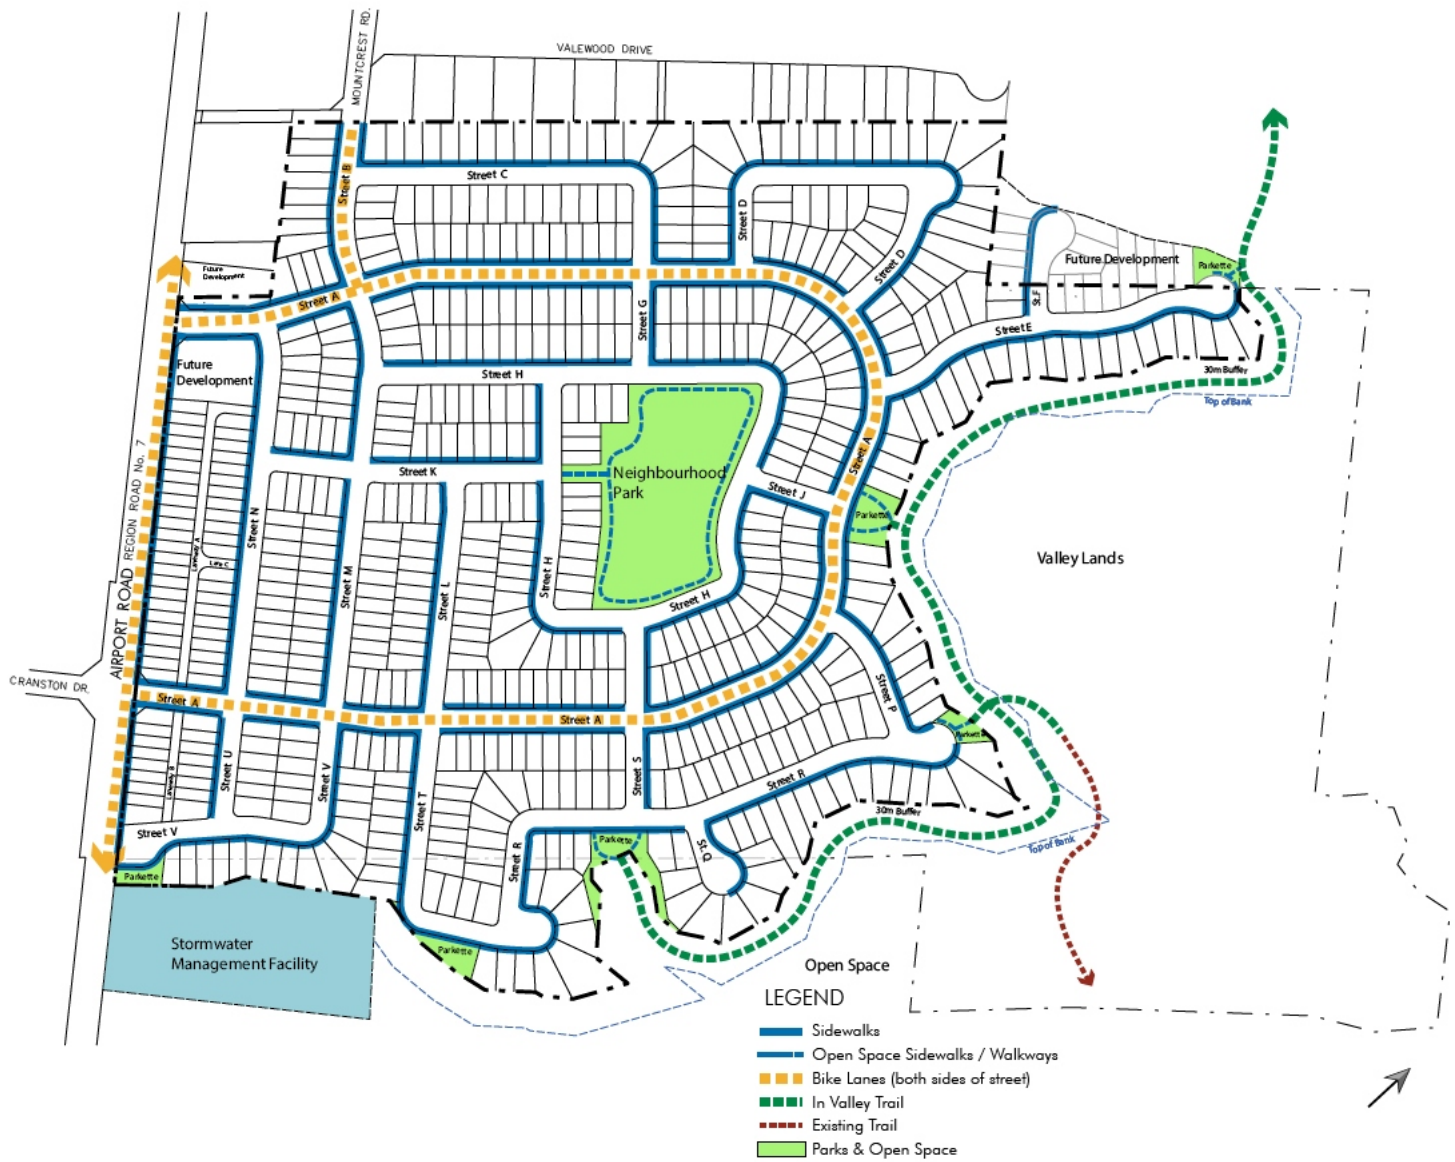 VALEWOOD DRIVE
MOUNTCREST RD.
Street B
Street C
Street D
Street D
Future
Development
Street A
Future Development
Parkette
St.F
Street E
Street G
30m Buffer
Top of Bank
Future
Development
Street H
Street A
Street K
Neighbourhood
Park
Street J
Parkette
Valley Lands
AIRPORT ROAD REGION ROAD No. 7
Street N
Laneway A
Lane C
Street M
Street L
Street H
Street H
CRANSTON DR.
Street A
Street A
Street P
Parkette
Street U
Laneway B
Street V
Street S
Street R
Street T
30m Buffer
Top of Bank
Street V
Street R
Parkette
St.Q
Parkette
Stormwater
Management Facility
Parkette
Open Space
LEGEND
Sidewalks
Open Space Sidewalks / Walkways
Bike Lanes (both sides of street)
In Valley Trail
Existing Trail
Parks & Open Space